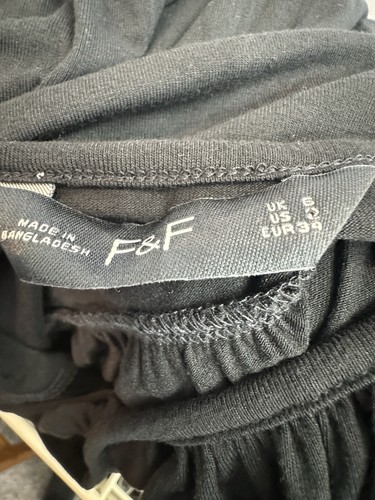 MADE IN
BANGLADESH
F&F
UK 6
US 2
EUR 34